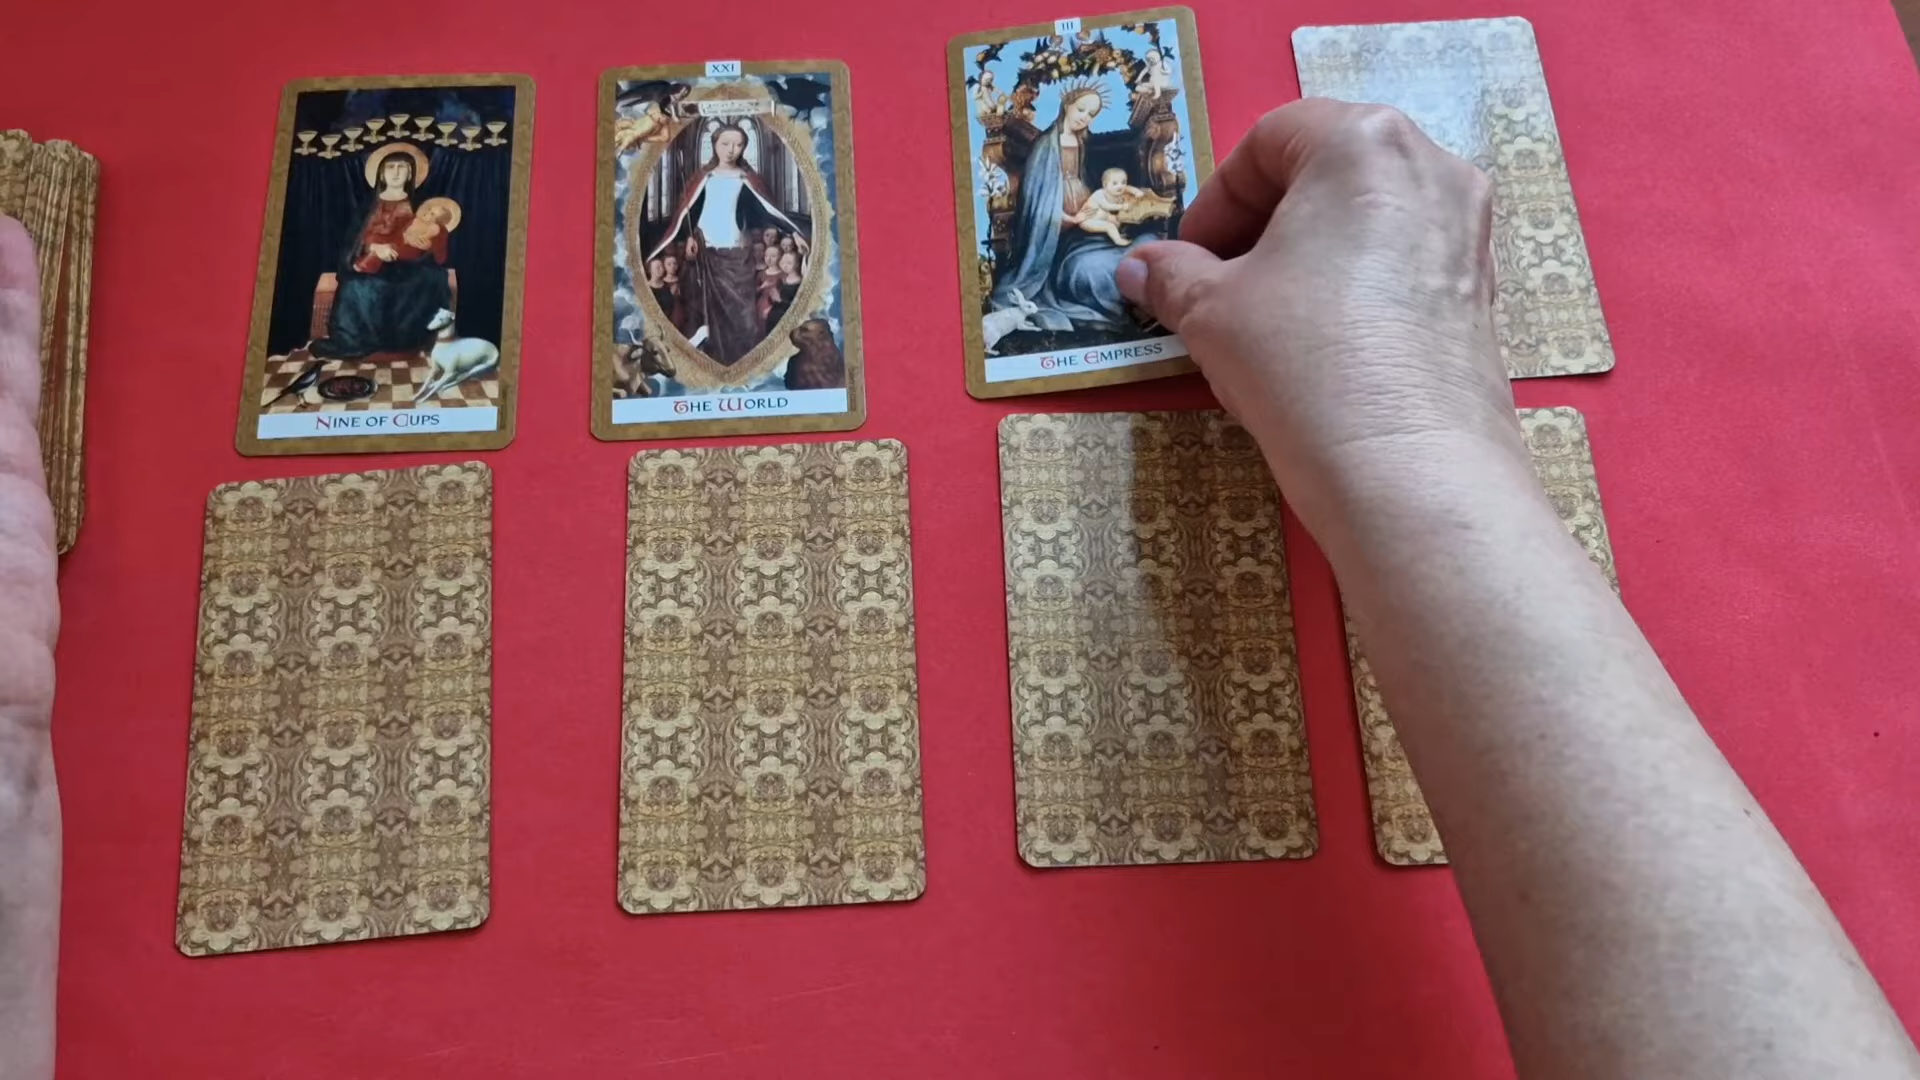 NINE OF CUPS
XXI
THE WORLD
III
THE EMPRESS